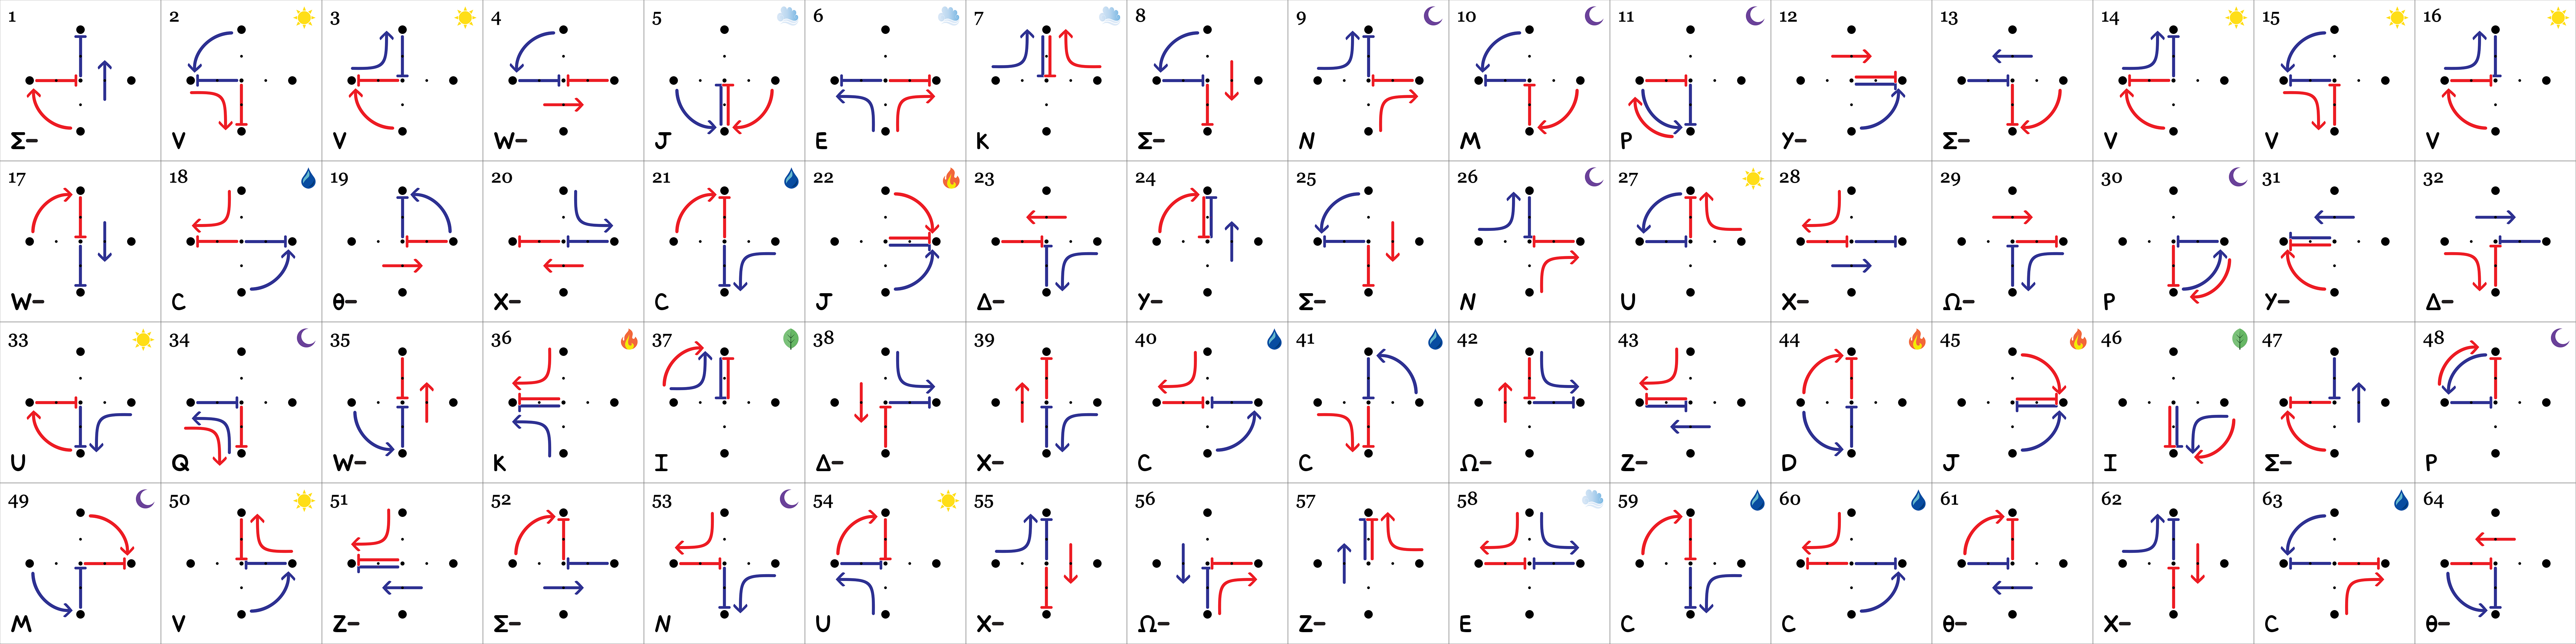 1 2 3 4 5 6 7 8 9 10 11 12 13 14 15 16
Σ− V V W− J E K Σ− N M P Y− Σ− V V V
17 18 19 20 21 22 23 24 25 26 27 28 29 30 31 32
W− C θ− X− C J Δ− Y− Σ− N U X− Ω− P Y− Δ−
33 34 35 36 37 38 39 40 41 42 43 44 45 46 47 48
U Q W− K I Δ− X− C C Ω− Z− D J I Σ− P
49 50 51 52 53 54 55 56 57 58 59 60 61 62 63 64
M V Z− Σ− N U X− Ω− Z− E C C θ− X− C θ−